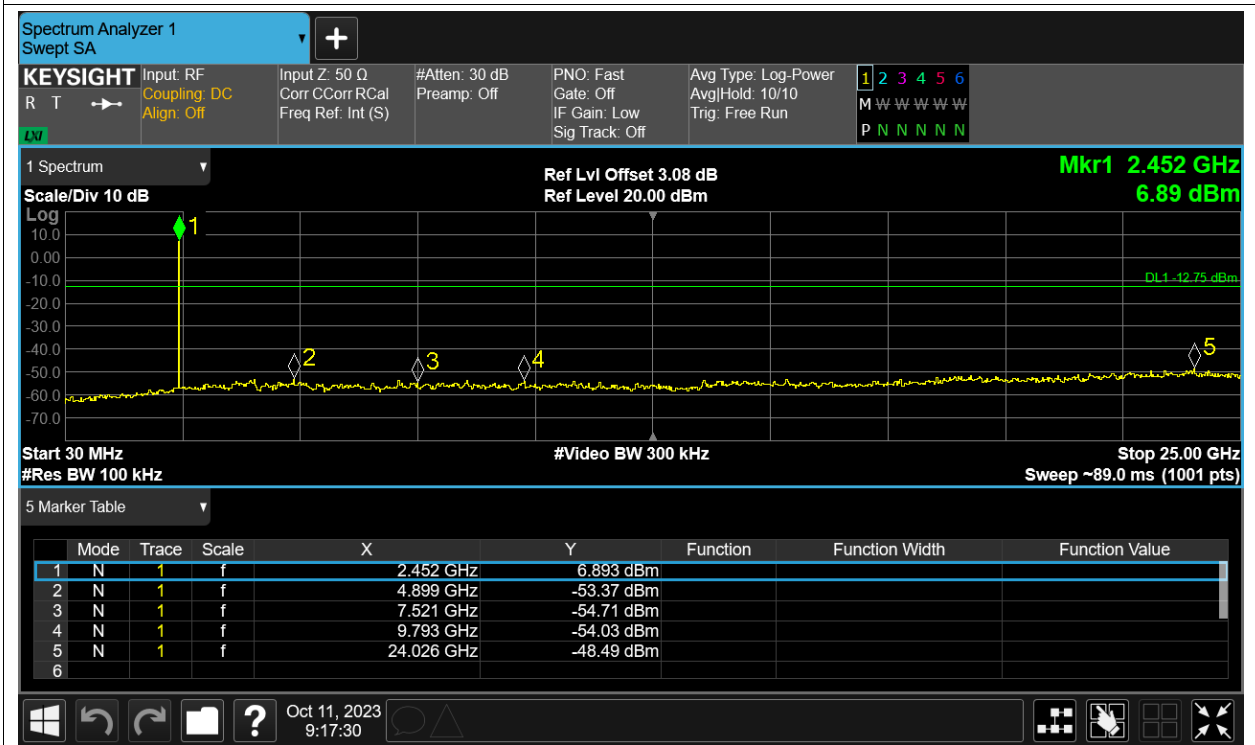 Spectrum Analyzer 1
Swept SA
KEYSIGHT
R T
LXI
Input: RF
Coupling: DC
Align: Off
Input Z: 50 Ω
Corr CCorr RCal
Freq Ref: Int (S)
#Atten: 30 dB
Preamp: Off
PNO: Fast
Gate: Off
IF Gain: Low
Sig Track: Off
Avg Type: Log-Power
Avg|Hold: 10/10
Trig: Free Run
1 2 3 4 5 6
M W W W W W
P N N N N N
1 Spectrum
Scale/Div 10 dB
Ref Lvl Offset 3.08 dB
Ref Level 20.00 dBm
Mkr1 2.452 GHz
6.89 dBm
Log
10.0
0.00
-10.0
-20.0
-30.0
-40.0
-50.0
-60.0
-70.0
1
2
3
4
5
DL1 -12.75 dBm
Start 30 MHz
#Res BW 100 kHz
#Video BW 300 kHz
Stop 25.00 GHz
Sweep ~89.0 ms (1001 pts)
5 Marker Table
Mode Trace Scale X Y Function Function Width Function Value
1 N 1 f 2.452 GHz 6.893 dBm
2 N 1 f 4.899 GHz -53.37 dBm
3 N 1 f 7.521 GHz -54.71 dBm
4 N 1 f 9.793 GHz -54.03 dBm
5 N 1 f 24.026 GHz -48.49 dBm
6
?
Oct 11, 2023
9:17:30